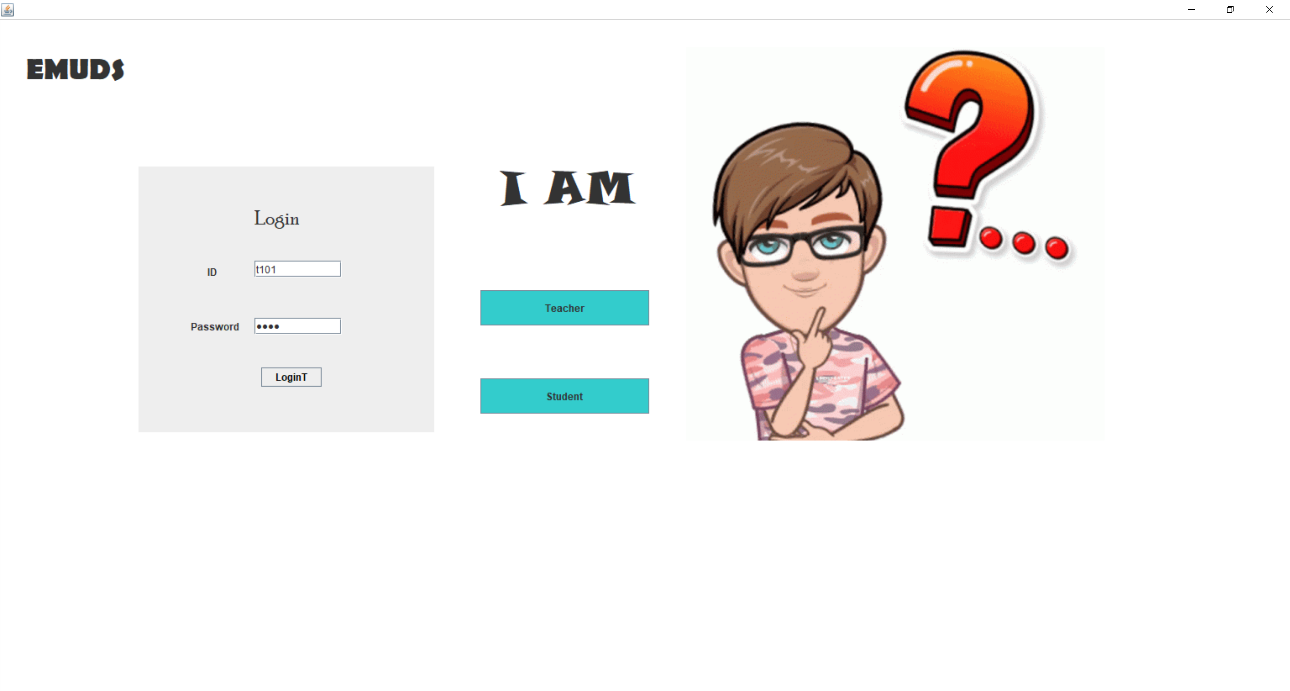 EMUDS
I AM
Login
ID t101
Password ••••
LoginT
Teacher
Student